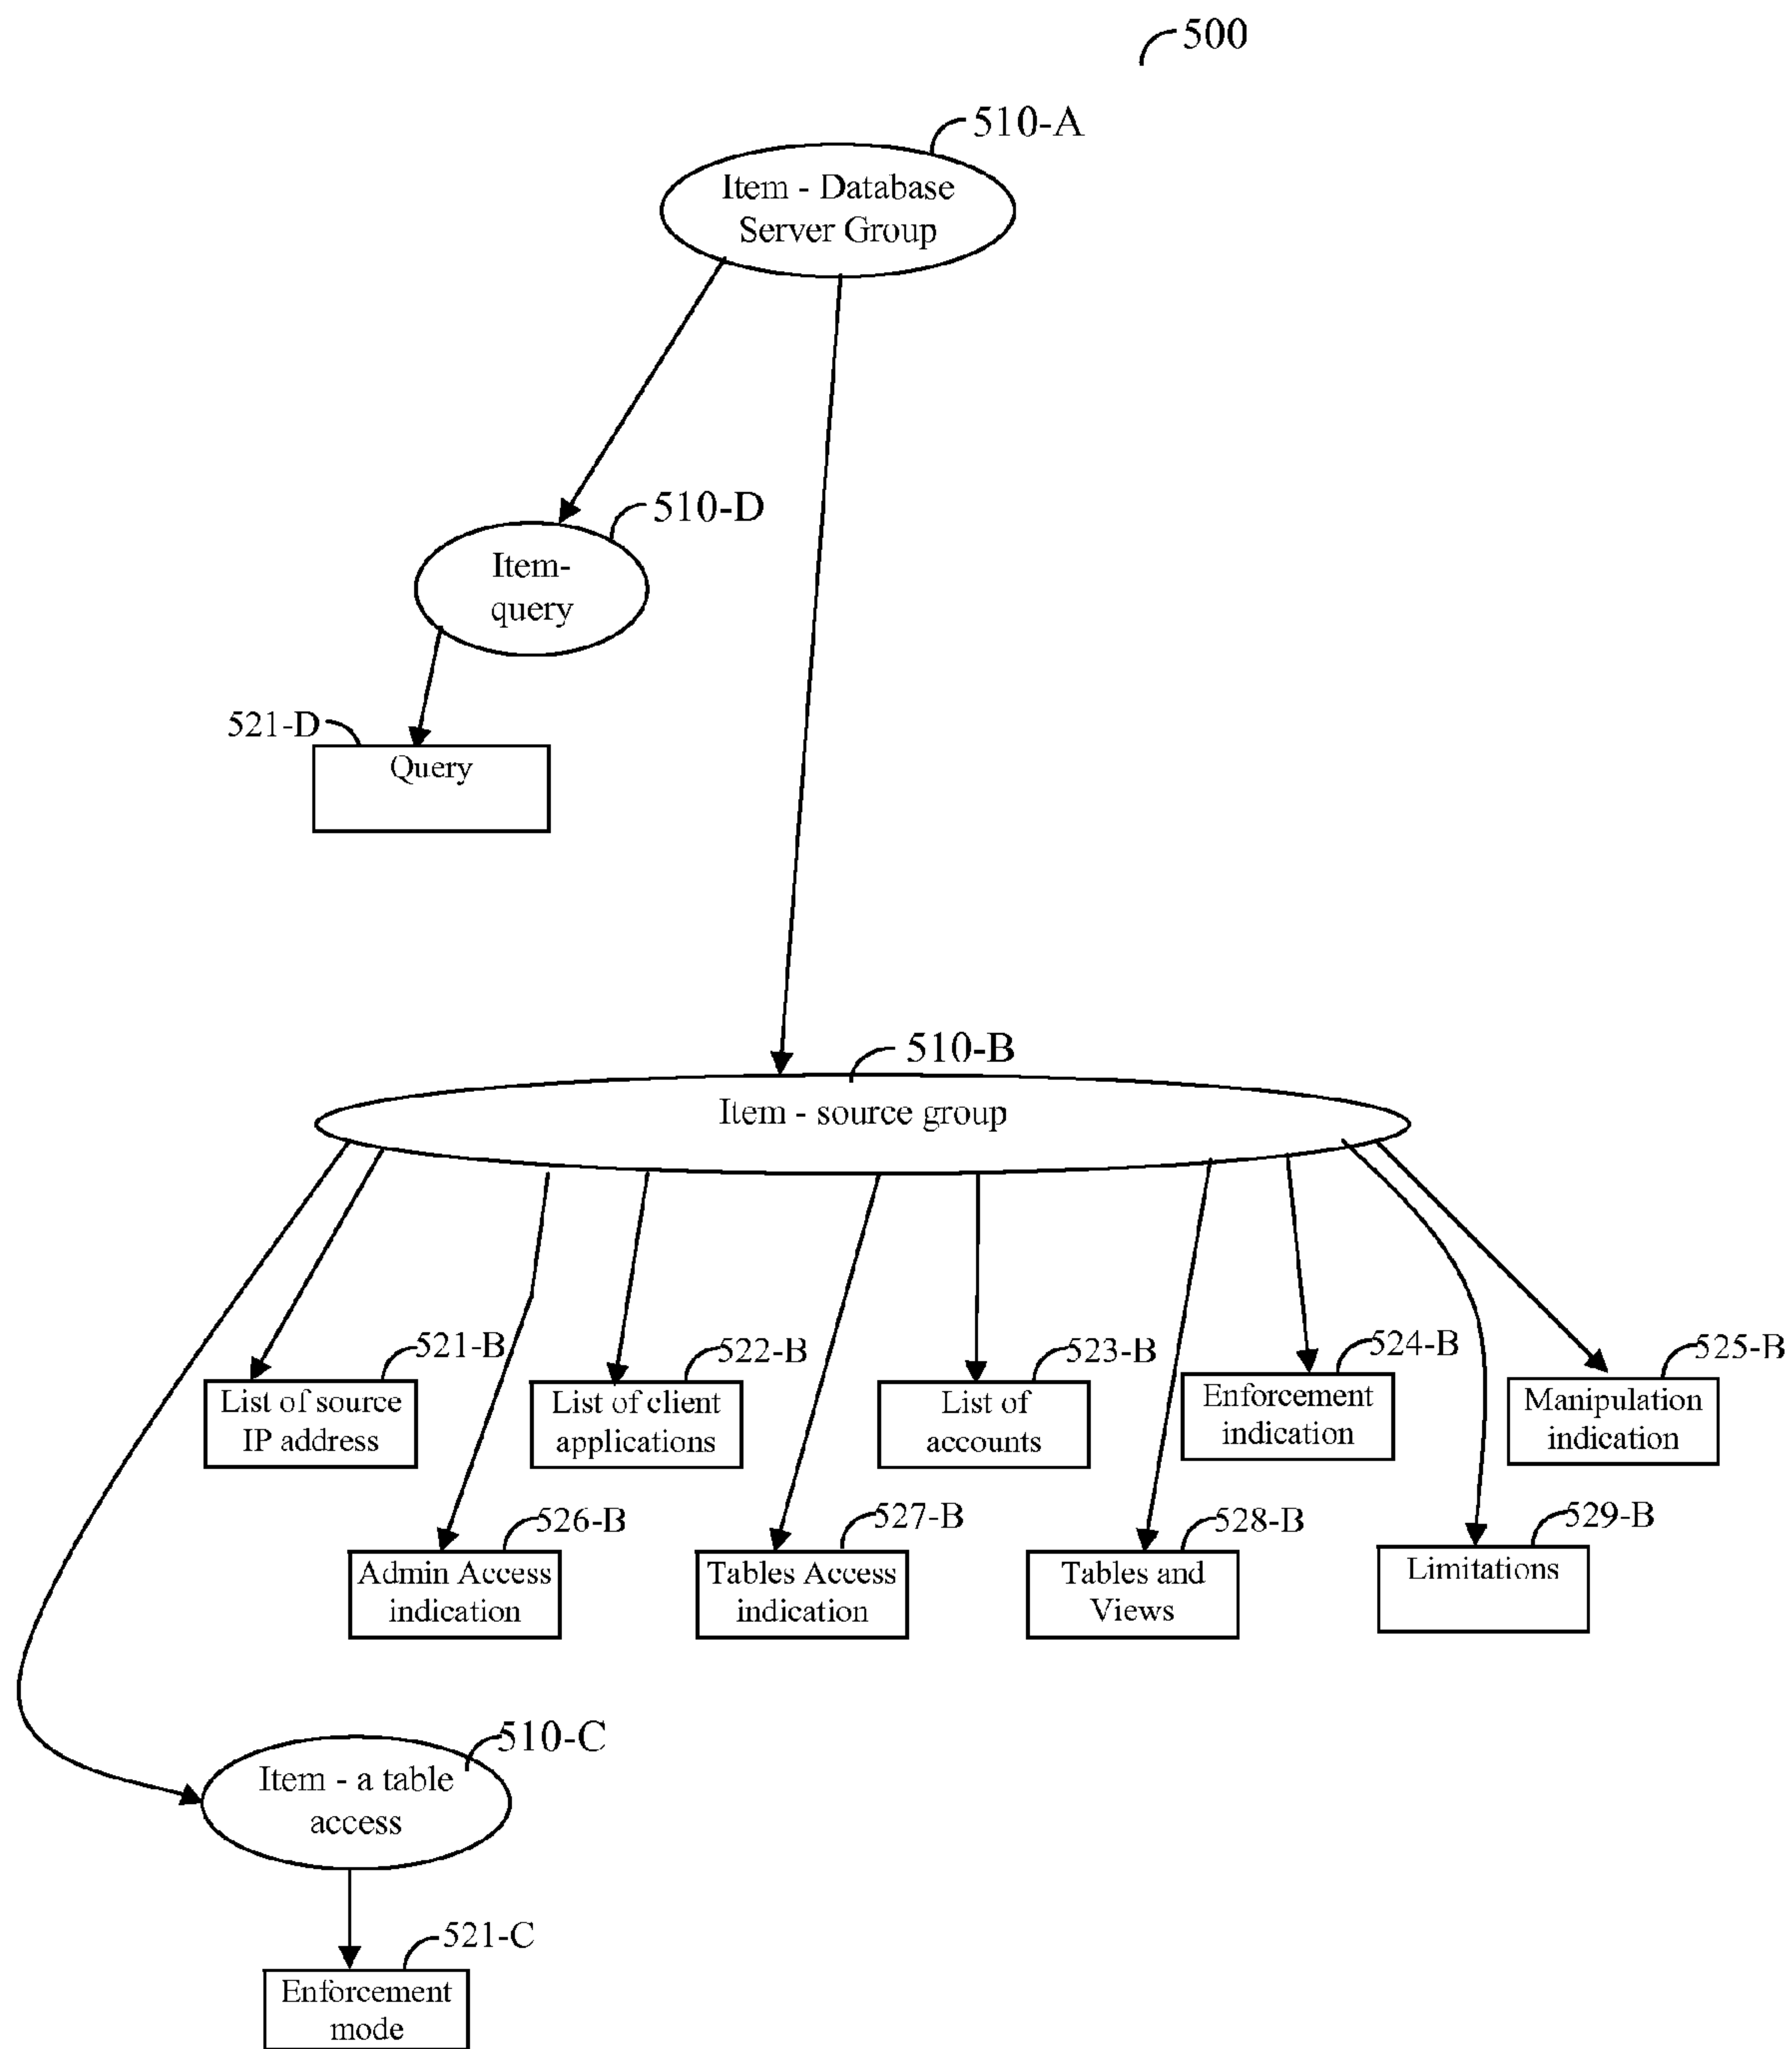 500
510-A
Item - Database
Server Group
510-D
Item-
query
521-D
Query
510-B
Item - source group
521-B
List of source
IP address
522-B
List of client
applications
523-B
List of
accounts
524-B
Enforcement
indication
525-B
Manipulation
indication
526-B
Admin Access
indication
527-B
Tables Access
indication
528-B
Tables and
Views
529-B
Limitations
510-C
Item - a table
access
521-C
Enforcement
mode